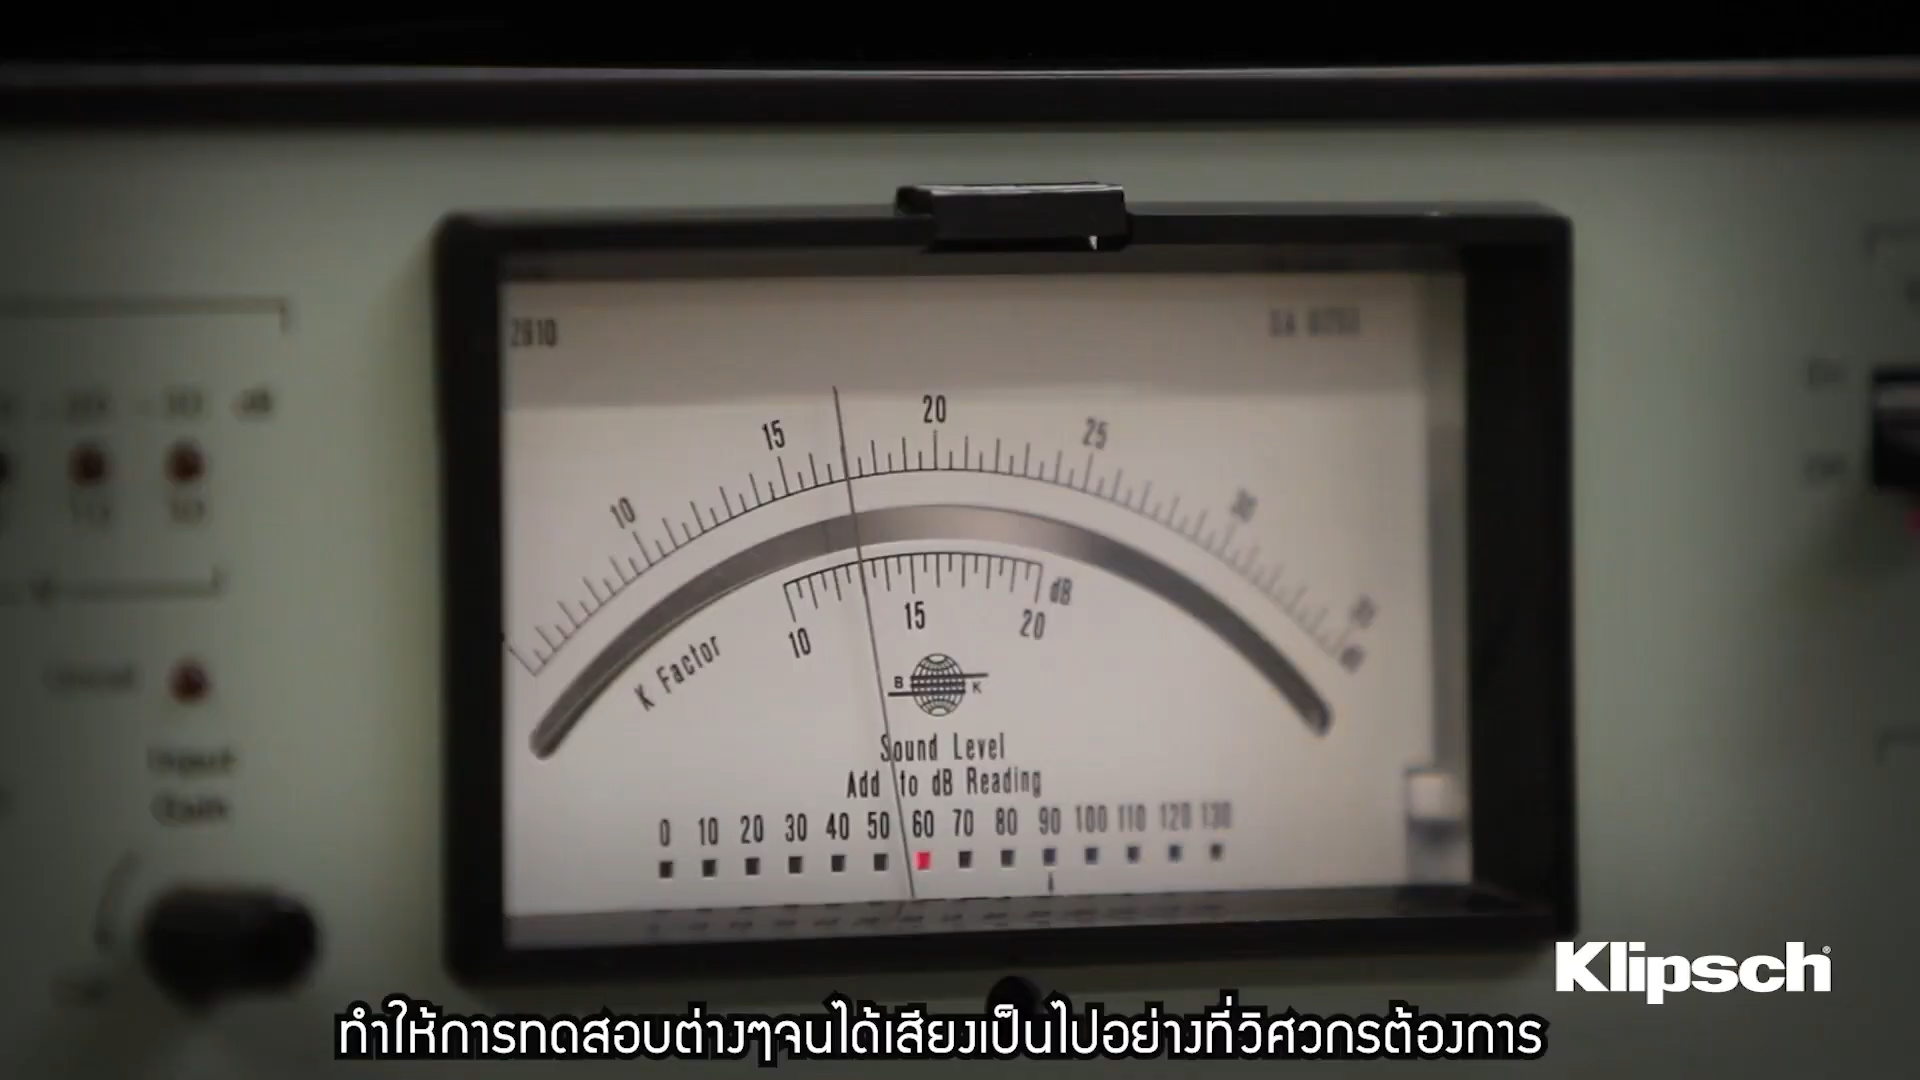 2610
15 20 25
10 30
35
dB
dB
10 15 20
K Factor
B K
Sound Level
Add to dB Reading
0 10 20 30 40 50 60 70 80 90 100 110 120 130
Input
Klipsch
ทำให้การทดสอบต่างๆจนได้เสียงเป็นไปอย่างที่วิศวกรต้องการ